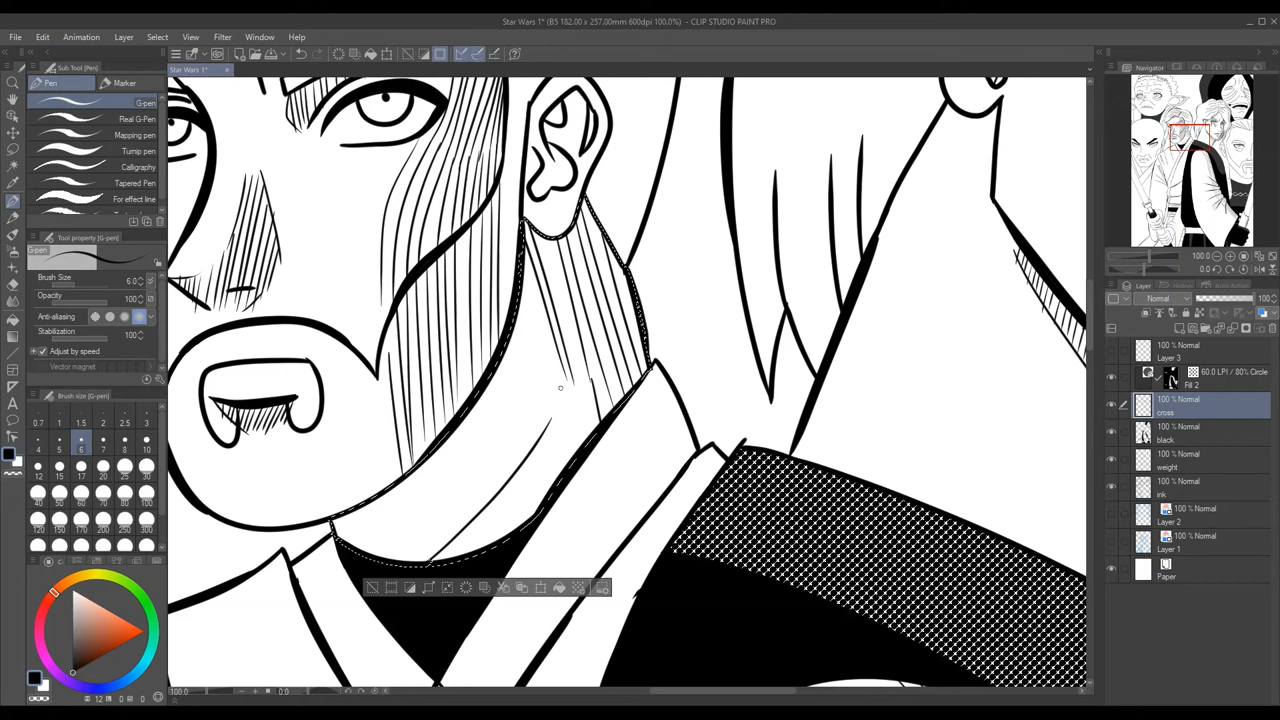 Star Wars 1* (B5 182.00 x 257.00mm 600dpi 100.0%) - CLIP STUDIO PAINT PRO
File Edit Animation Layer Select View Filter Window Help
Sub Tool [Pen]
Star Wars 1*
Navigator
Pen Marker
G-pen
Real G-Pen
Mapping pen
Turnip pen
Calligraphy
Tapered Pen
For effect line
Tool property [G-pen]
G-pen
Brush Size 6.0
Opacity 100
Anti-aliasing
Stabilization 100
Adjust by speed
Vector magnet
Brush size [G-pen]
0.7 1 1.5 2 2.5 3
4 5 6 7 8 10
12 15 17 20 25 30
40 50 60 70 80 100
120 150 170 200 250 300
100.0
Layer History Auto Action
Normal 100
100 % Normal
Layer 3
60.0 LPI / 80% Circle
Fill 2
100 % Normal
cross
100 % Normal
black
100 % Normal
weight
100 % Normal
ink
100 % Normal
Layer 2
100 % Normal
Layer 1
Paper
100.0 0.0
12 0 0